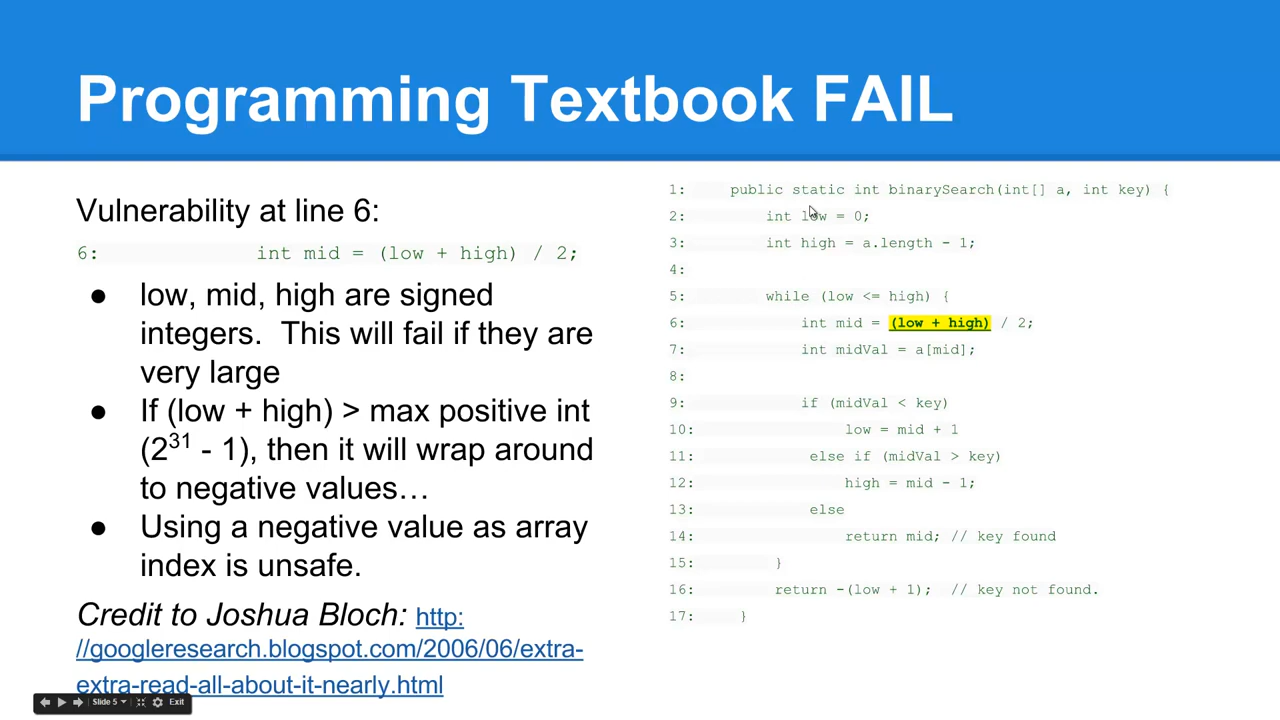 Programming Textbook FAIL
Vulnerability at line 6:
6: int mid = (low + high) / 2;
● low, mid, high are signed
integers. This will fail if they are
very large
● If (low + high) > max positive int
(2³¹ - 1), then it will wrap around
to negative values…
● Using a negative value as array
index is unsafe.
Credit to Joshua Bloch: http:
//googleresearch.blogspot.com/2006/06/extra-
extra-read-all-about-it-nearly.html
1: public static int binarySearch(int[] a, int key) {
2: int low = 0;
3: int high = a.length - 1;
4:
5: while (low <= high) {
6: int mid = (low + high) / 2;
7: int midVal = a[mid];
8:
9: if (midVal < key)
10: low = mid + 1
11: else if (midVal > key)
12: high = mid - 1;
13: else
14: return mid; // key found
15: }
16: return -(low + 1); // key not found.
17: }
Slide 5 Exit